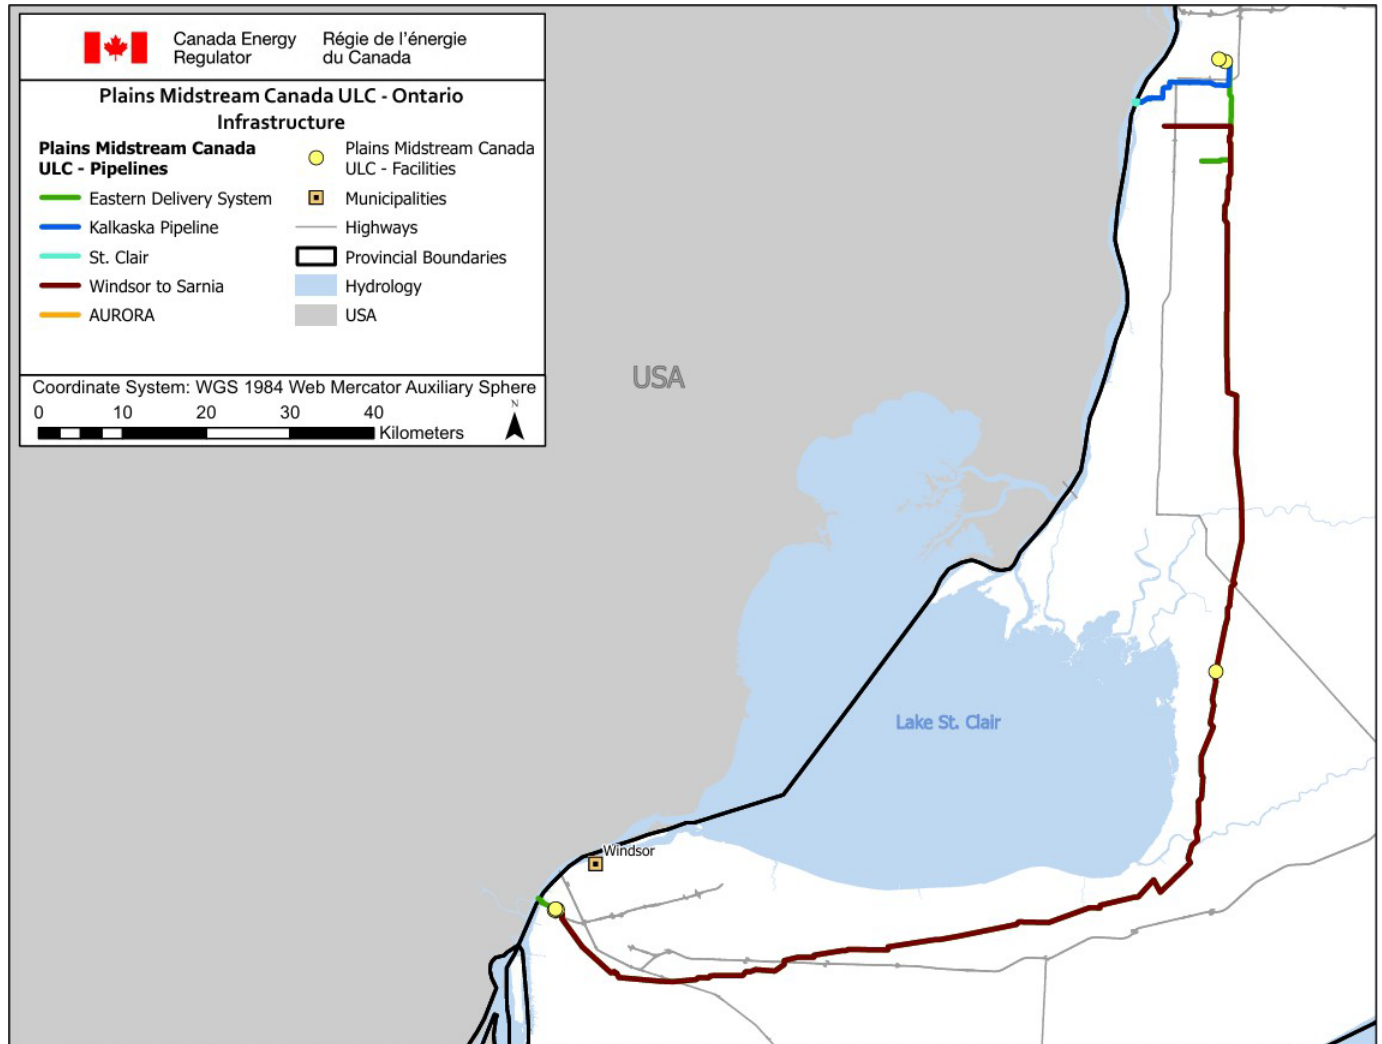 Canada Energy
Regulator
Régie de l'énergie
du Canada
Plains Midstream Canada ULC - Ontario
Infrastructure
Plains Midstream Canada
ULC - Pipelines
Eastern Delivery System
Kalkaska Pipeline
St. Clair
Windsor to Sarnia
AURORA
Plains Midstream Canada
ULC - Facilities
Municipalities
Highways
Provincial Boundaries
Hydrology
USA
Coordinate System: WGS 1984 Web Mercator Auxiliary Sphere
0 10 20 30 40
Kilometers
N
USA
Lake St. Clair
Windsor